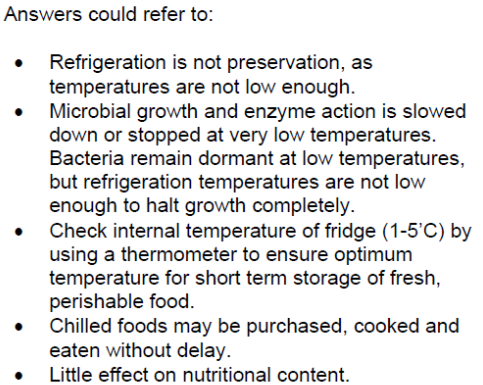 Answers could refer to:
• Refrigeration is not preservation, as
temperatures are not low enough.
• Microbial growth and enzyme action is slowed
down or stopped at very low temperatures.
Bacteria remain dormant at low temperatures,
but refrigeration temperatures are not low
enough to halt growth completely.
• Check internal temperature of fridge (1-5'C) by
using a thermometer to ensure optimum
temperature for short term storage of fresh,
perishable food.
• Chilled foods may be purchased, cooked and
eaten without delay.
• Little effect on nutritional content.